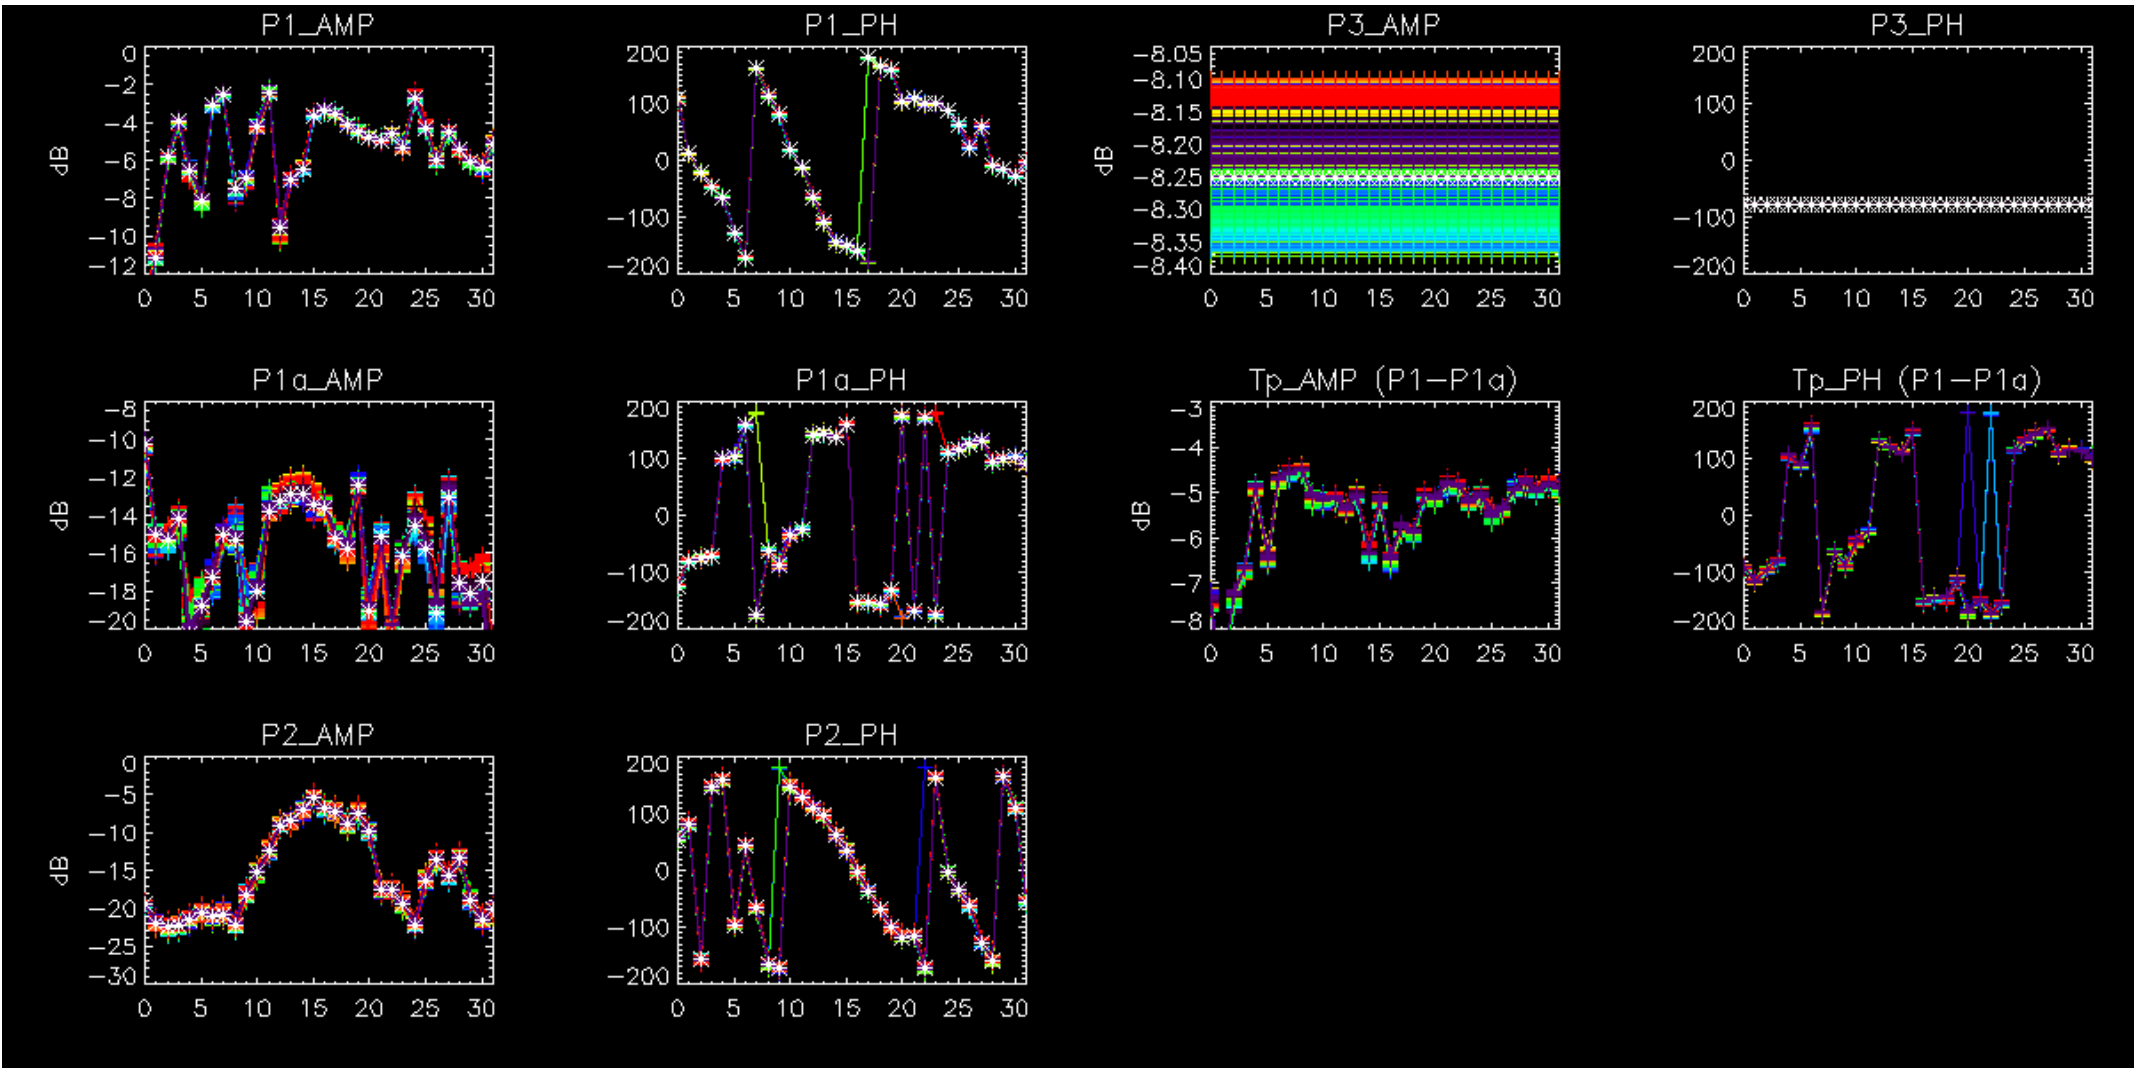 P1_AMP
P1_PH
P3_AMP
P3_PH
0
-2
-4
-6
-8
-10
-12
dB
0 5 10 15 20 25 30
200
100
0
-100
-200
0 5 10 15 20 25 30
-8.05
-8.10
-8.15
-8.20
-8.25
-8.30
-8.35
-8.40
dB
0 5 10 15 20 25 30
200
100
0
-100
-200
0 5 10 15 20 25 30
P1a_AMP
P1a_PH
Tp_AMP (P1-P1a)
Tp_PH (P1-P1a)
-8
-10
-12
-14
-16
-18
-20
dB
0 5 10 15 20 25 30
200
100
0
-100
-200
0 5 10 15 20 25 30
-3
-4
-5
-6
-7
-8
dB
0 5 10 15 20 25 30
200
100
0
-100
-200
0 5 10 15 20 25 30
P2_AMP
P2_PH
0
-5
-10
-15
-20
-25
-30
dB
0 5 10 15 20 25 30
200
100
0
-100
-200
0 5 10 15 20 25 30